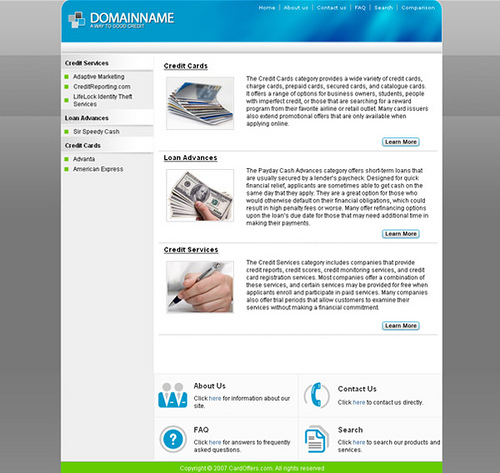 DOMAINNAME
A WAY TO GOOD CREDIT
Home | About us | Contact us | FAQ | Search | Comparison
Credit Services
Adaptive Marketing
CreditReporting.com
LifeLock Identity Theft
Services
Loan Advances
Sir Speedy Cash
Credit Cards
Advanta
American Express
Credit Cards
The Credit Cards category provides a wide variety of credit cards,
charge cards, prepaid cards, secured cards, and catalogue cards.
It offers a range of options for business owners, students, people
with imperfect credit, or those that are searching for a reward
program from their favorite airline or retail outlet. Many card issuers
also extend promotional offers that are only available when
applying online.
Learn More
Loan Advances
The Payday Cash Advances category offers short-term loans that
are usually secured by a lender's paycheck. Designed for quick
financial relief, applicants are sometimes able to get cash on the
same day that they apply. They are a great option for those who
would otherwise default on their financial obligations, which could
result in high penalty fees or worse. Many offer refinancing options
upon the loan's due date for those that may need additional time in
making their payments.
Learn More
Credit Services
The Credit Services category includes companies that provide
credit reports, credit scores, credit monitoring services, and credit
card registration services. Most companies offer a combination of
these services, and certain services may be provided for free when
applicants enroll and participate in paid services. Many companies
also offer trial periods that allow customers to examine their
services without making a financial commitment.
Learn More
About Us
Click here for information about our
site.
Contact Us
Click here to contact us directly.
FAQ
Click here for answers to frequently
asked questions.
Search
Click here to search our products and
services.
Copyright © 2007 CardOffers.com. All rights reserved